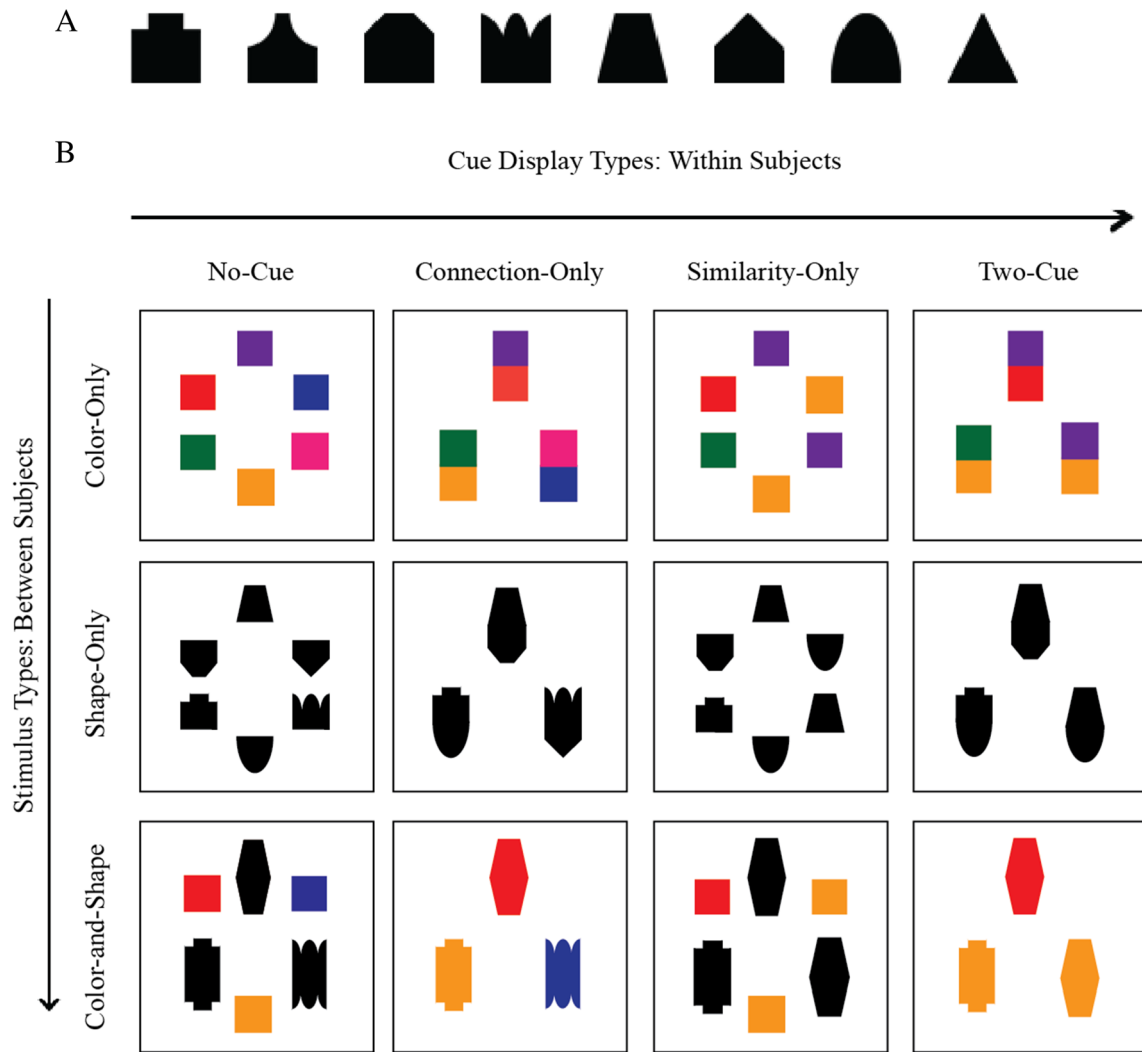 A
B
Cue Display Types: Within Subjects
No-Cue
Connection-Only
Similarity-Only
Two-Cue
Stimulus Types: Between Subjects
Color-Only
Shape-Only
Color-and-Shape